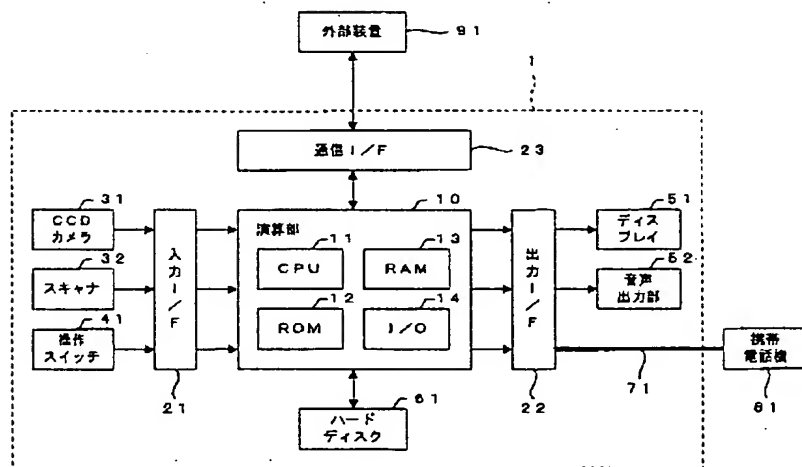 外部装置
91
1
通信I/F
23
31
CCD
カメラ
32
スキャナ
41
操作
スイッチ
入力I/F
21
10
演算部
11
CPU
13
RAM
12
ROM
14
I/O
61
ハード
ディスク
出力I/F
22
51
ディス
プレイ
52
音声
出力部
71
携帯
電話機
81